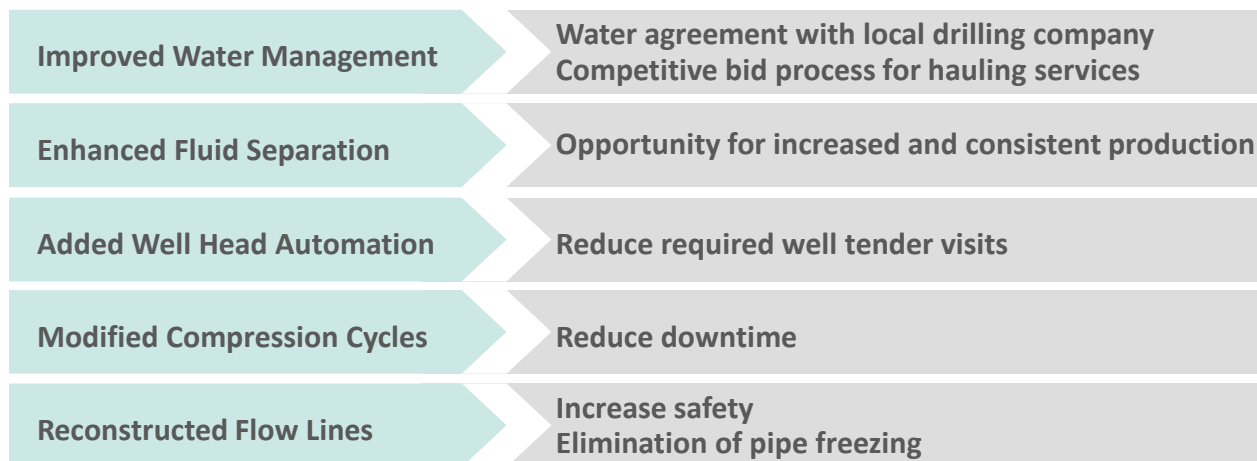 Improved Water Management
Water agreement with local drilling company
Competitive bid process for hauling services
Enhanced Fluid Separation
Opportunity for increased and consistent production
Added Well Head Automation
Reduce required well tender visits
Modified Compression Cycles
Reduce downtime
Reconstructed Flow Lines
Increase safety
Elimination of pipe freezing